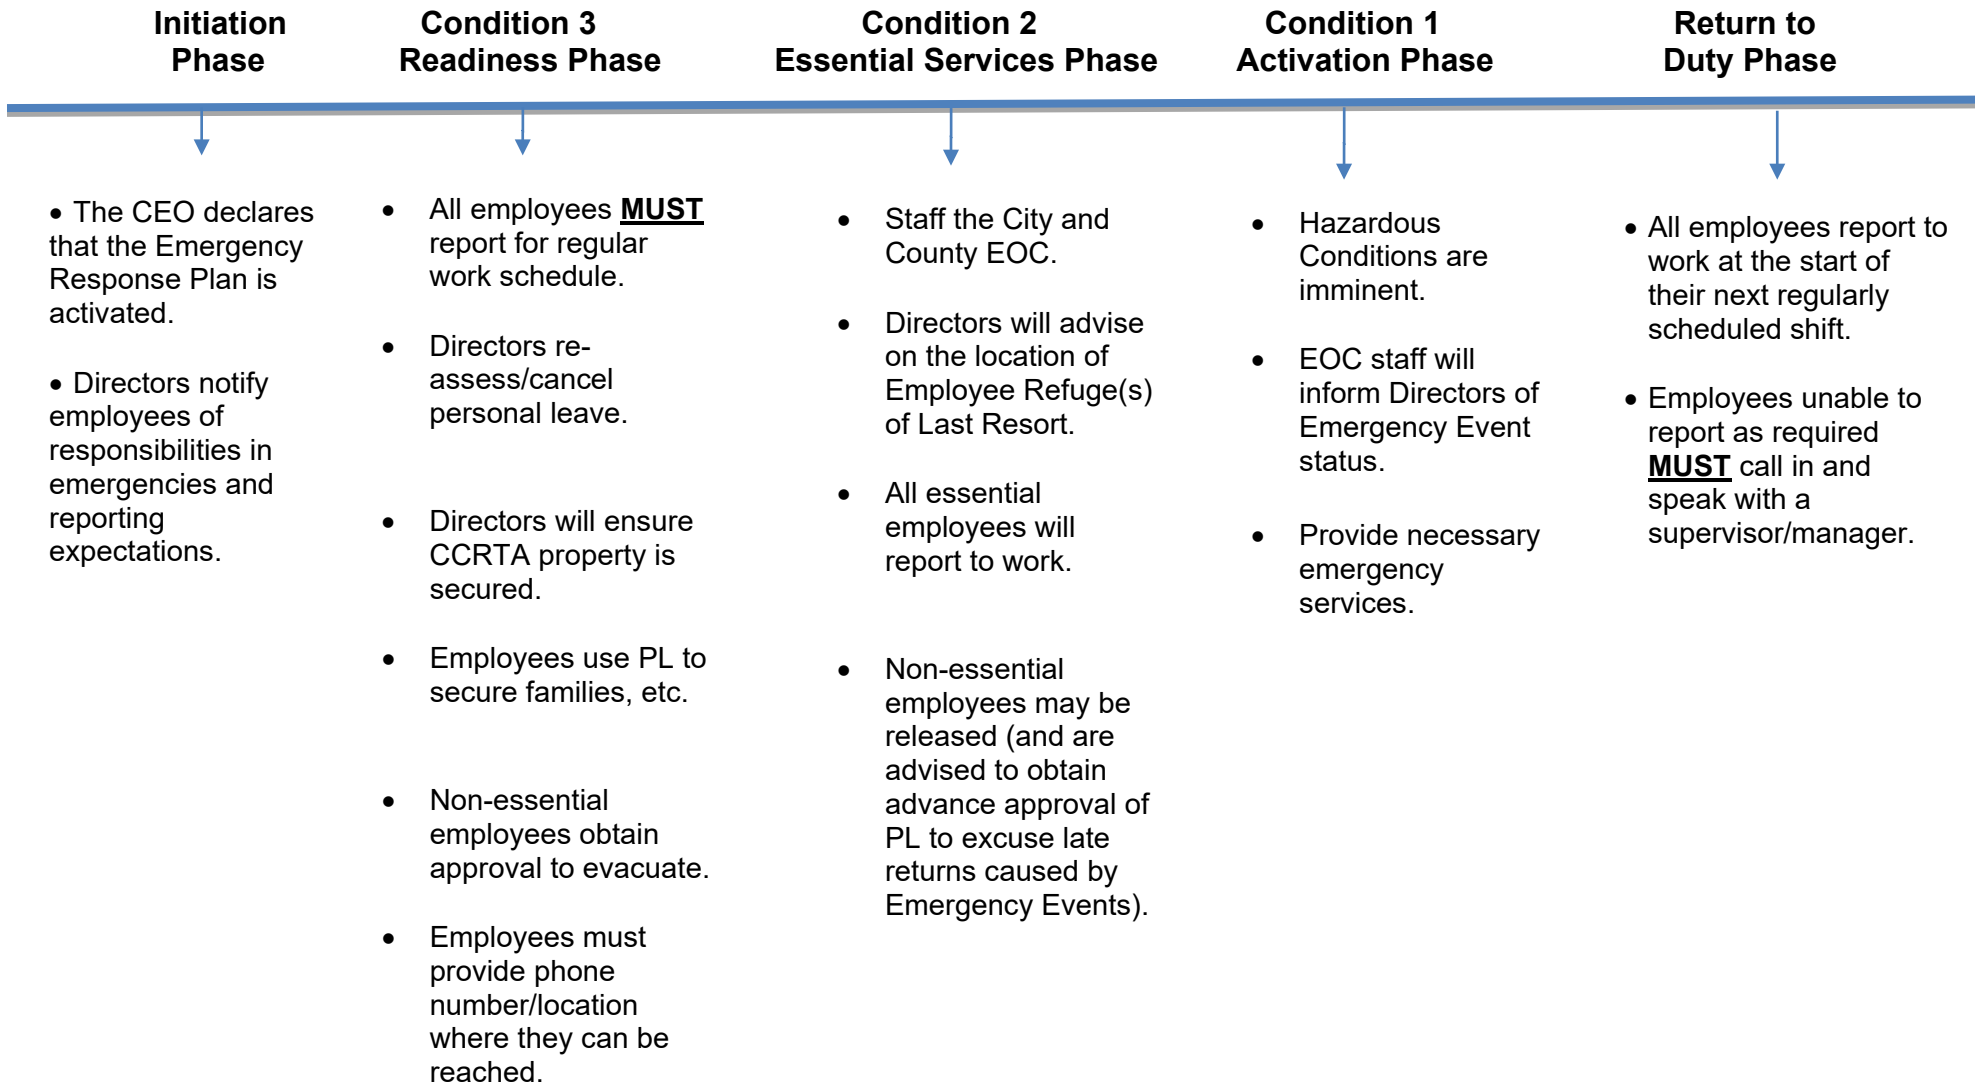 Initiation
Phase
Condition 3
Readiness Phase
Condition 2
Essential Services Phase
Condition 1
Activation Phase
Return to
Duty Phase
• The CEO declares
that the Emergency
Response Plan is
activated.
• Directors notify
employees of
responsibilities in
emergencies and
reporting
expectations.
• All employees MUST
report for regular
work schedule.
• Directors re-
assess/cancel
personal leave.
• Directors will ensure
CCRTA property is
secured.
• Employees use PL to
secure families, etc.
• Non-essential
employees obtain
approval to evacuate.
• Employees must
provide phone
number/location
where they can be
reached.
• Staff the City and
County EOC.
• Directors will advise
on the location of
Employee Refuge(s)
of Last Resort.
• All essential
employees will
report to work.
• Non-essential
employees may be
released (and are
advised to obtain
advance approval of
PL to excuse late
returns caused by
Emergency Events).
• Hazardous
Conditions are
imminent.
• EOC staff will
inform Directors of
Emergency Event
status.
• Provide necessary
emergency
services.
• All employees report to
work at the start of
their next regularly
scheduled shift.
• Employees unable to
report as required
MUST call in and
speak with a
supervisor/manager.